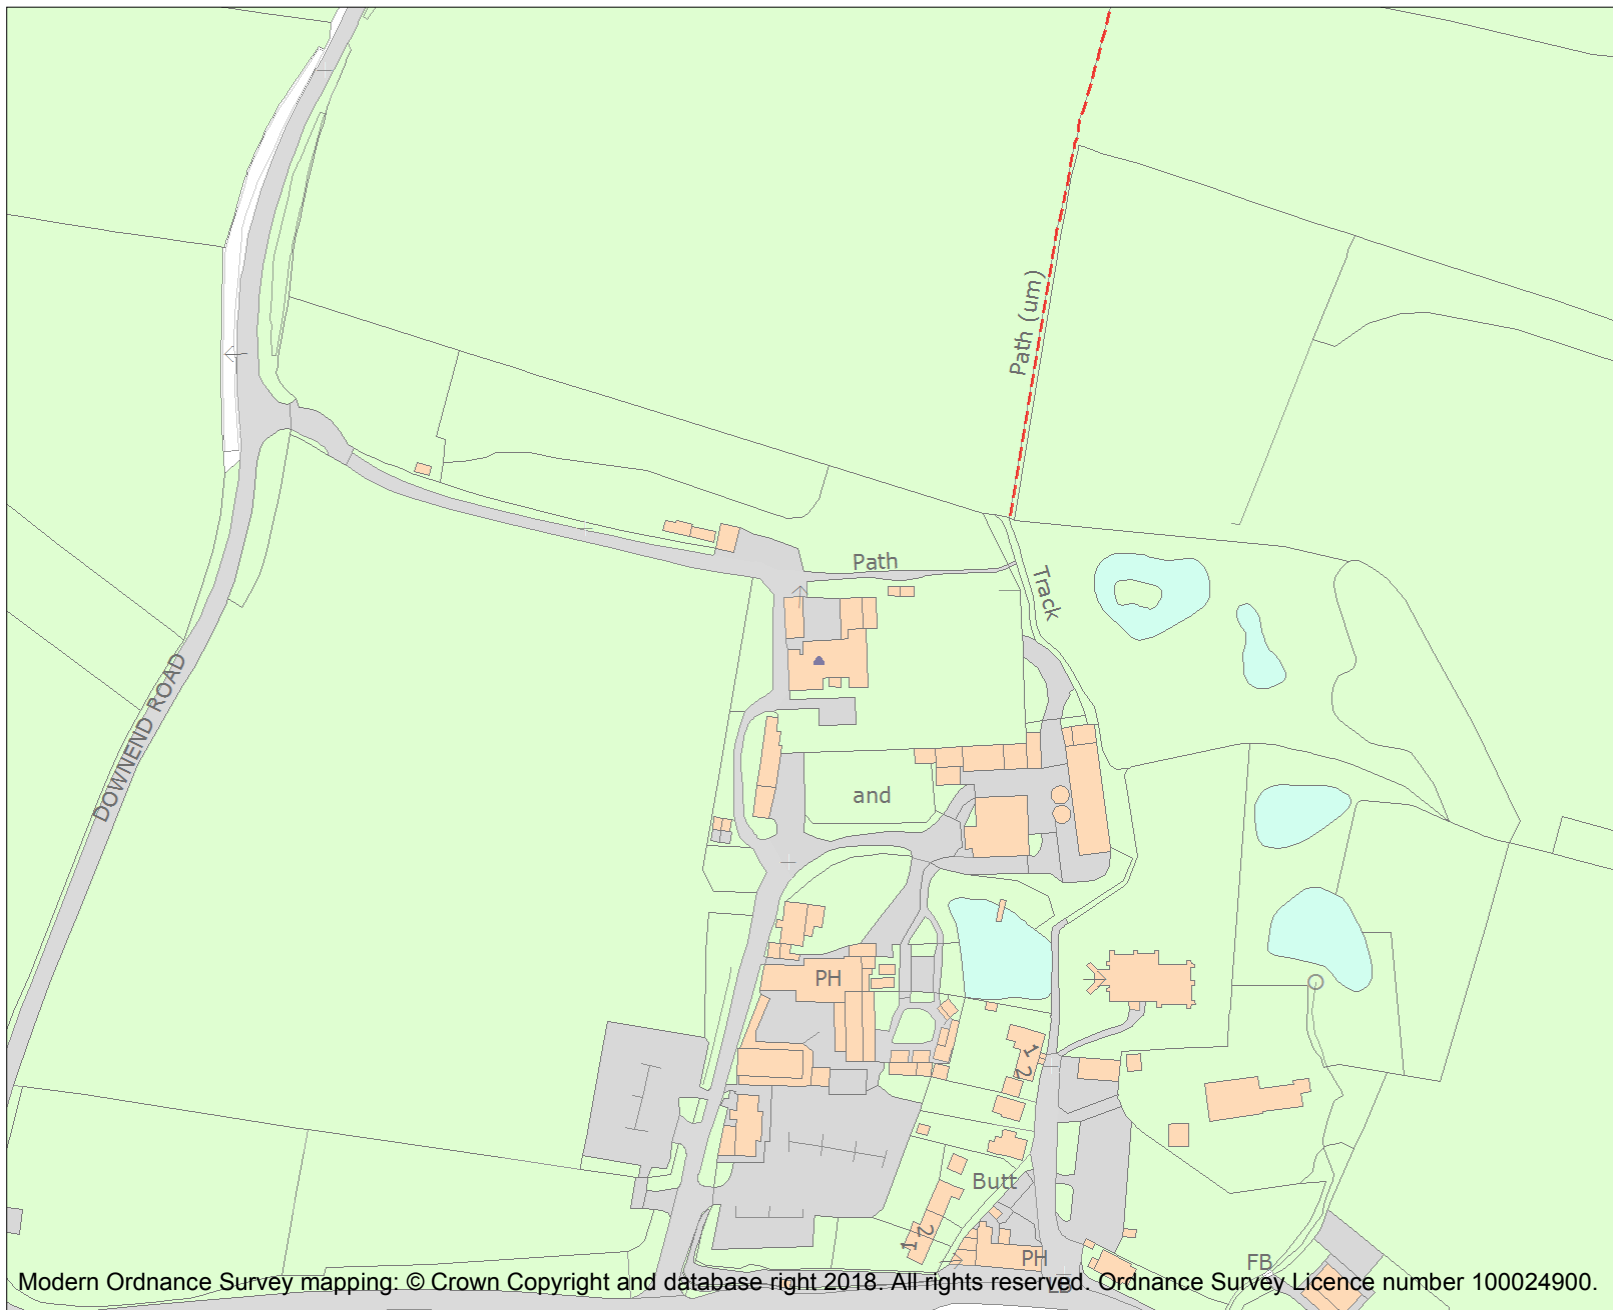 Path (um)
Path
Track
DOWNEND ROAD
and
PH
1
2
Butt
1
2
PH
FB
LB
Modern Ordnance Survey mapping: © Crown Copyright and database right 2018. All rights reserved. Ordnance Survey Licence number 100024900.